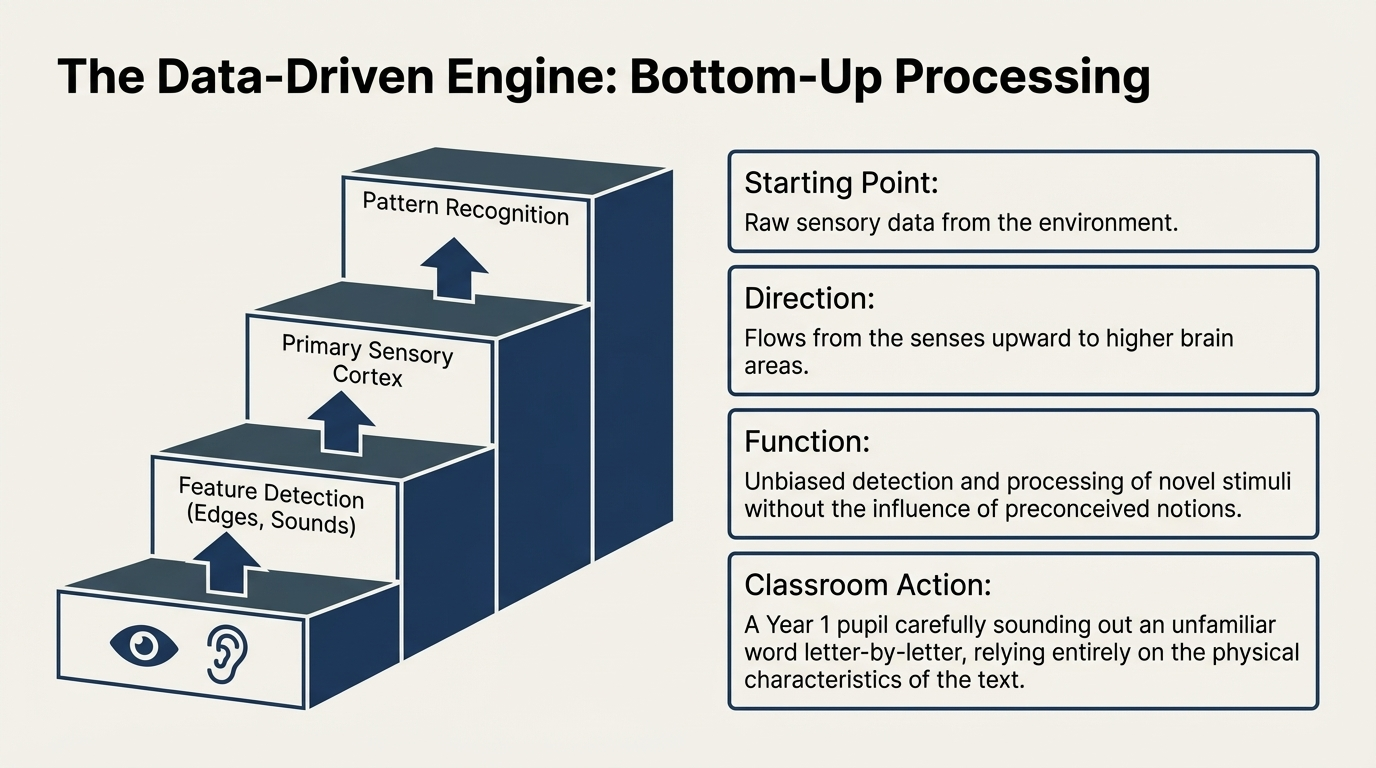 The Data-Driven Engine: Bottom-Up Processing
Pattern Recognition
Primary Sensory
Cortex
Feature Detection
(Edges, Sounds)
Starting Point:
Raw sensory data from the environment.
Direction:
Flows from the senses upward to higher brain
areas.
Function:
Unbiased detection and processing of novel stimuli
without the influence of preconceived notions.
Classroom Action:
A Year 1 pupil carefully sounding out an unfamiliar
word letter-by-letter, relying entirely on the physical
characteristics of the text.